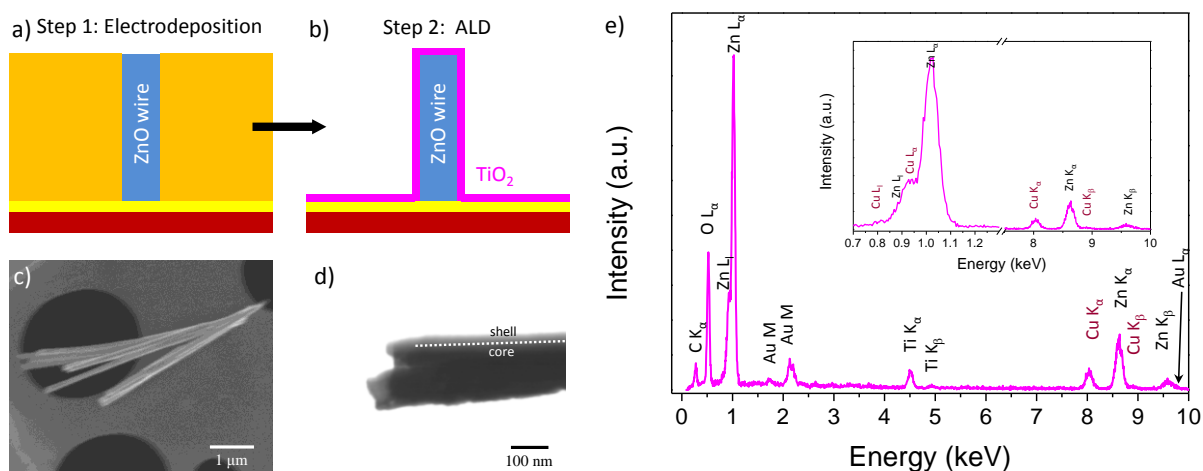 a) Step 1: Electrodeposition
ZnO wire
b) Step 2: ALD
ZnO wire
TiO₂
c)
1 μm
d)
shell
core
100 nm
e)
Intensity (a.u.)
C Kα
O Lα
Zn Lı
Zn Lα
Au M
Au M
Ti Kα
Ti Kβ
Cu Kα
Zn Kα
Cu Kβ
Zn Kβ
Au Lα
0 1 2 3 4 5 6 7 8 9 10
Energy (keV)
Intensity (a.u.)
Cu Lı
Zn Lı
Cu Lα
Zn Lα
Cu Kα
Zn Kα
Cu Kβ
Zn Kβ
0.7 0.8 0.9 1.0 1.1 1.2 8 9 10
Energy (keV)